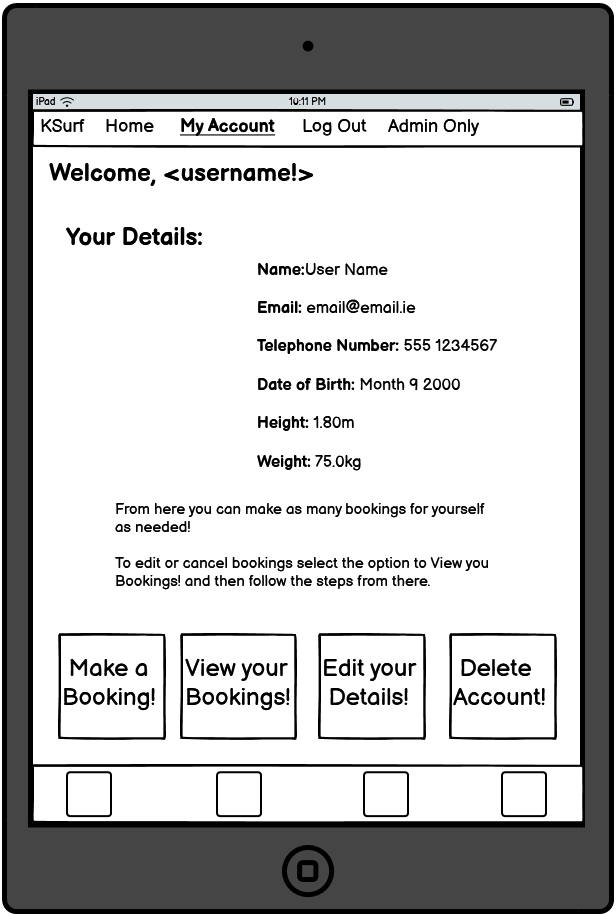 iPad 10:11 PM
KSurf Home My Account Log Out Admin Only
Welcome, <username!>
Your Details:
Name:User Name
Email: email@email.ie
Telephone Number: 555 1234567
Date of Birth: Month 9 2000
Height: 1.80m
Weight: 75.0kg
From here you can make as many bookings for yourself
as needed!
To edit or cancel bookings select the option to View you
Bookings! and then follow the steps from there.
Make a
Booking!
View your
Bookings!
Edit your
Details!
Delete
Account!